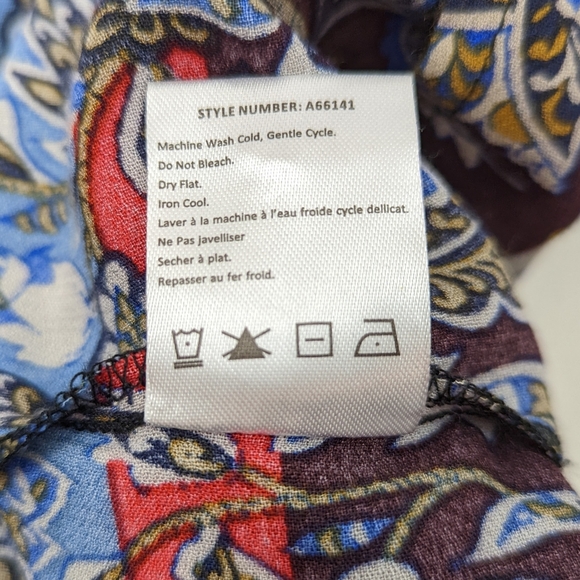 STYLE NUMBER: A66141
Machine Wash Cold, Gentle Cycle.
Do Not Bleach.
Dry Flat.
Iron Cool.
Laver à la machine à l'eau froide cycle dellicat.
Ne Pas javelliser
Secher à plat.
Repasser au fer froid.